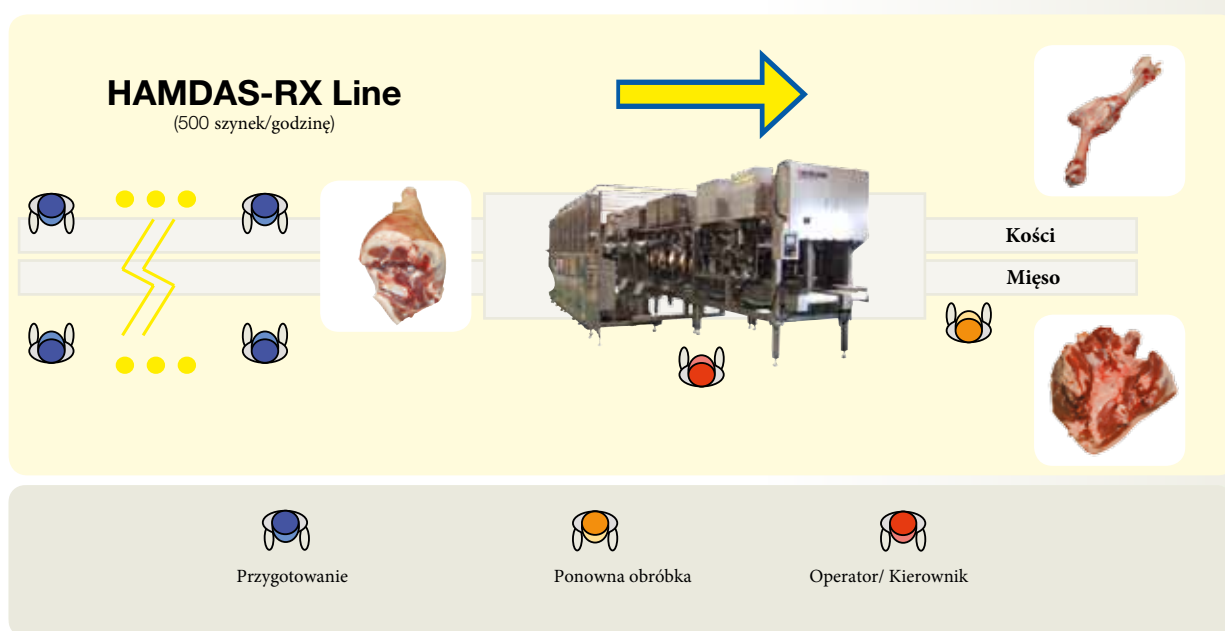 HAMDAS-RX Line
(500 szynek/godzinę)
Kości
Mięso
Przygotowanie
Ponowna obróbka
Operator/ Kierownik